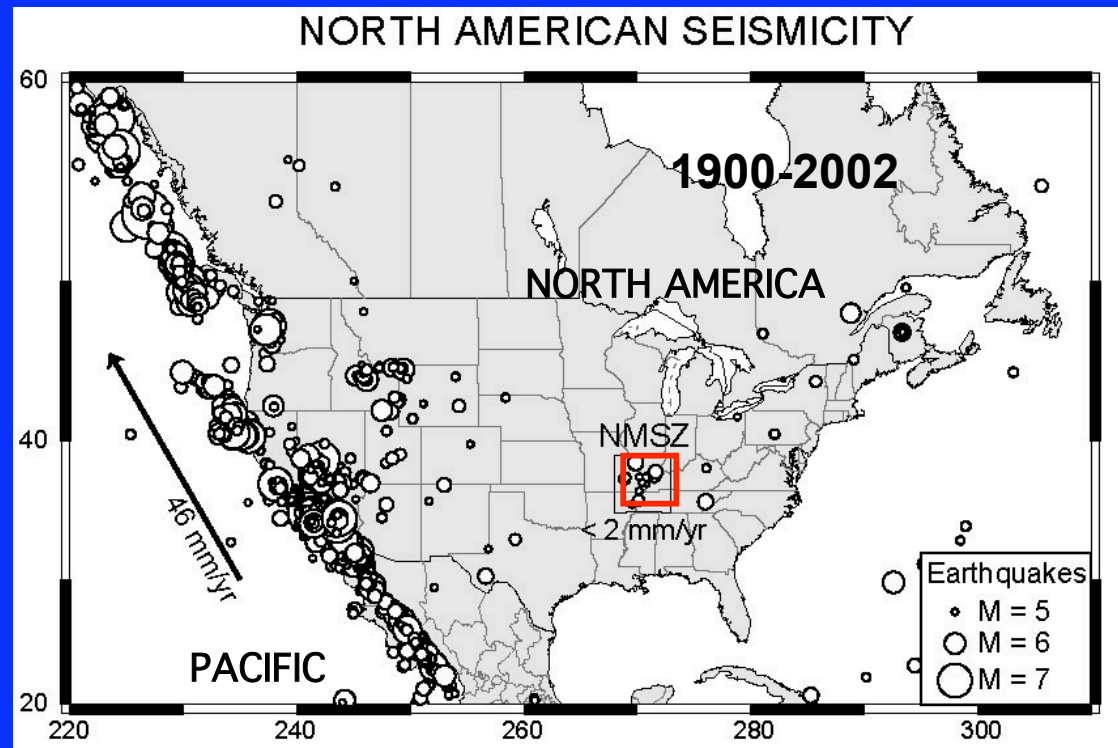 NORTH AMERICAN SEISMICITY
60
1900-2002
NORTH AMERICA
40
NMSZ
46 mm/yr
< 2 mm/yr
Earthquakes
M = 5
M = 6
M = 7
PACIFIC
20
220
240
260
280
300